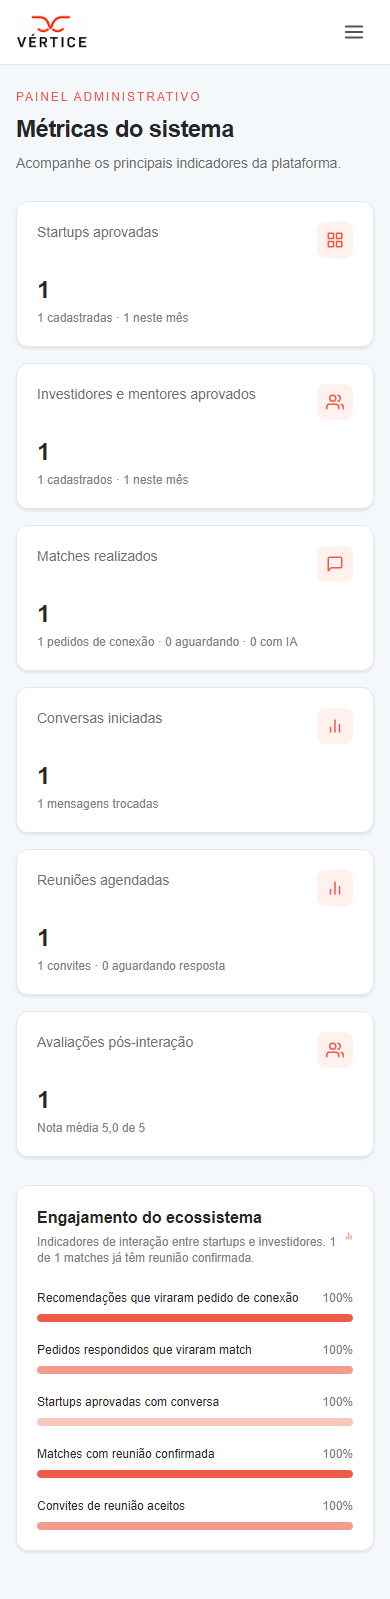 VÉRTICE
PAINEL ADMINISTRATIVO
Métricas do sistema
Acompanhe os principais indicadores da plataforma.
Startups aprovadas
1
1 cadastradas · 1 neste mês
Investidores e mentores aprovados
1
1 cadastrados · 1 neste mês
Matches realizados
1
1 pedidos de conexão · 0 aguardando · 0 com IA
Conversas iniciadas
1
1 mensagens trocadas
Reuniões agendadas
1
1 convites · 0 aguardando resposta
Avaliações pós-interação
1
Nota média 5,0 de 5
Engajamento do ecossistema
Indicadores de interação entre startups e investidores. 1
de 1 matches já têm reunião confirmada.
Recomendações que viraram pedido de conexão 100%
Pedidos respondidos que viraram match 100%
Startups aprovadas com conversa 100%
Matches com reunião confirmada 100%
Convites de reunião aceitos 100%